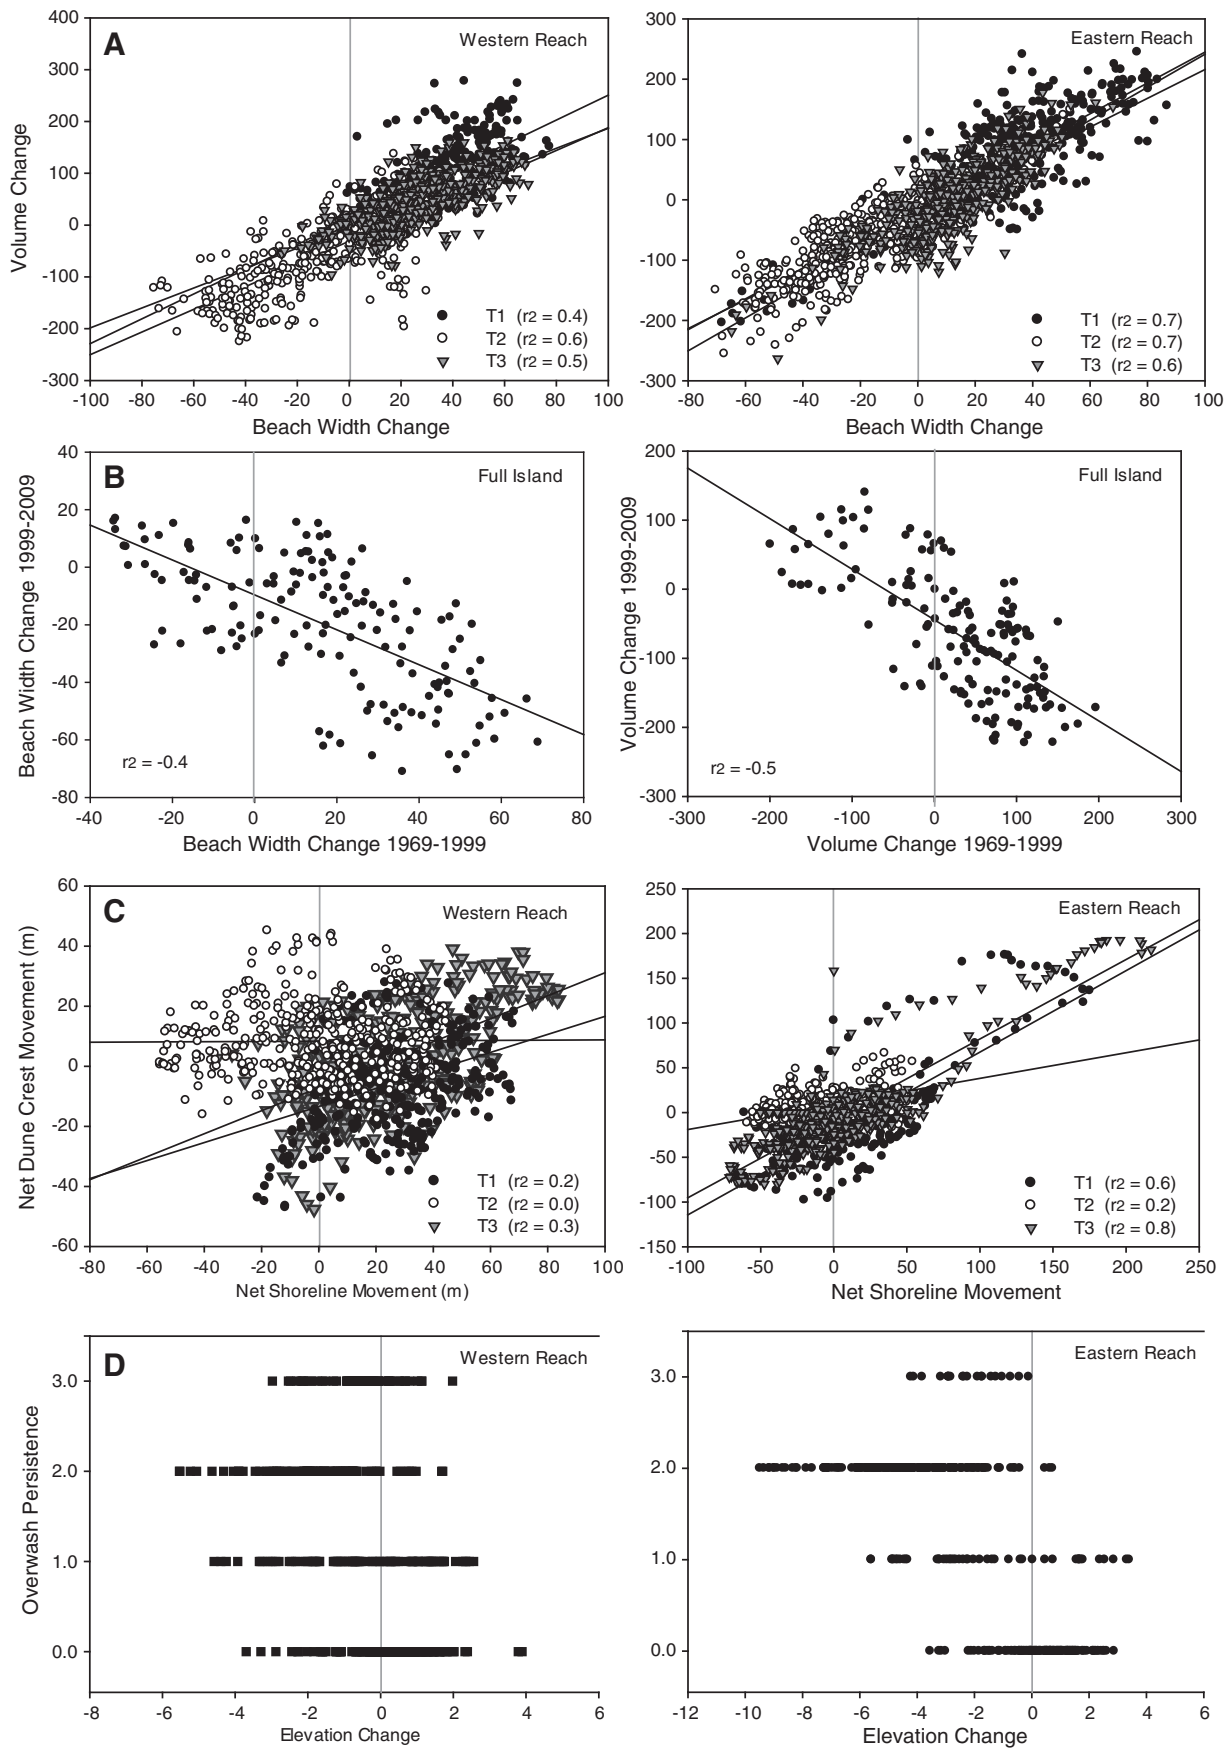 A
Western Reach
Volume Change
400
300
200
100
0
-100
-200
-300
T1 (r2 = 0.4)
T2 (r2 = 0.6)
T3 (r2 = 0.5)
-100 -80 -60 -40 -20 0 20 40 60 80 100
Beach Width Change
Eastern Reach
300
200
100
0
-100
-200
-300
T1 (r2 = 0.7)
T2 (r2 = 0.7)
T3 (r2 = 0.6)
-80 -60 -40 -20 0 20 40 60 80 100
Beach Width Change
B
Full Island
Beach Width Change 1999-2009
40
20
0
-20
-40
-60
-80
r2 = -0.4
-40 -20 0 20 40 60 80
Beach Width Change 1969-1999
Full Island
Volume Change 1999-2009
200
100
0
-100
-200
-300
r2 = -0.5
-300 -200 -100 0 100 200 300
Volume Change 1969-1999
C
Western Reach
Net Dune Crest Movement (m)
60
40
20
0
-20
-40
-60
T1 (r2 = 0.2)
T2 (r2 = 0.0)
T3 (r2 = 0.3)
-80 -60 -40 -20 0 20 40 60 80 100
Net Shoreline Movement (m)
Eastern Reach
250
200
150
100
50
0
-50
-100
-150
T1 (r2 = 0.6)
T2 (r2 = 0.2)
T3 (r2 = 0.8)
-100 -50 0 50 100 150 200 250
Net Shoreline Movement
D
Western Reach
Overwash Persistence
3.0
2.0
1.0
0.0
-8 -6 -4 -2 0 2 4 6
Elevation Change
Eastern Reach
3.0
2.0
1.0
0.0
-12 -10 -8 -6 -4 -2 0 2 4 6
Elevation Change